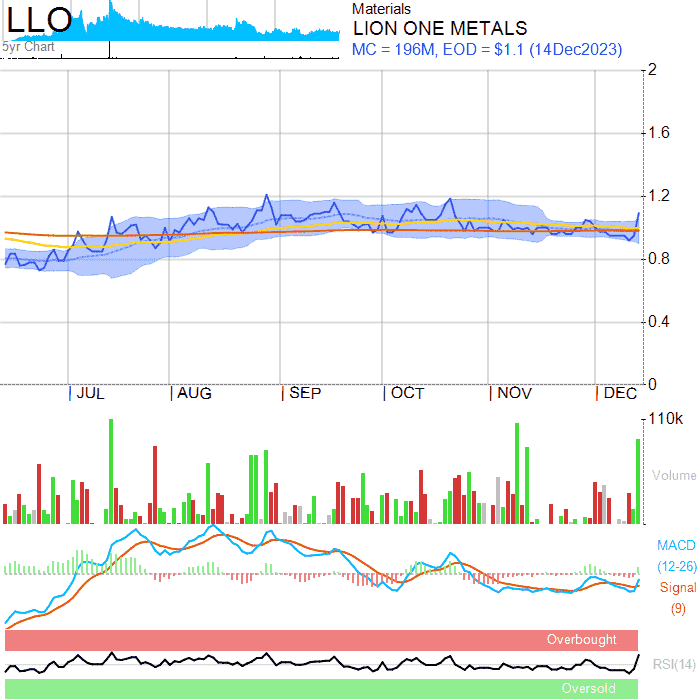 LLO
5yr Chart
Materials
LION ONE METALS
MC = 196M, EOD = $1.1 (14Dec2023)
2
1.6
1.2
0.8
0.4
0
| JUL | AUG | SEP | OCT | NOV | DEC
110k
Volume
MACD
(12-26)
Signal
(9)
Overbought
RSI(14)
Oversold